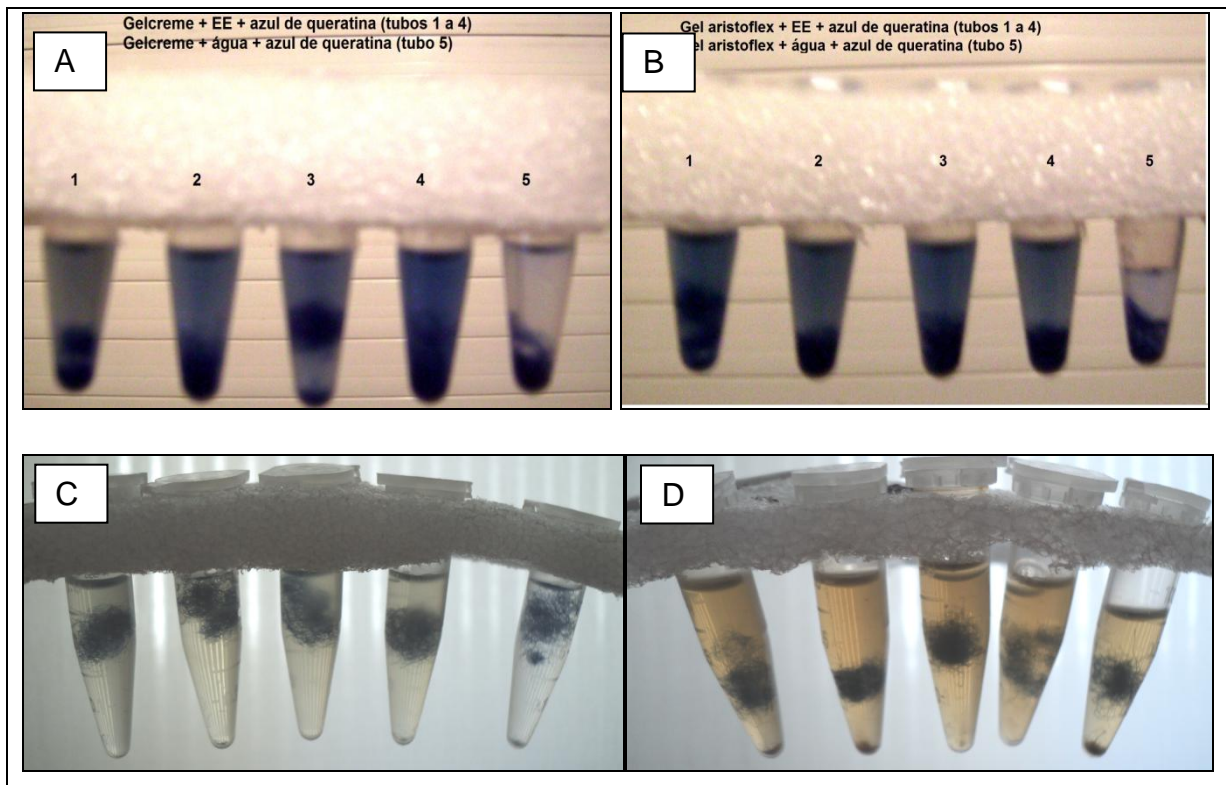 Gelcreme + EE + azul de queratina (tubos 1 a 4)
Gelcreme + água + azul de queratina (tubo 5)
A
1 2 3 4 5
Gel aristoflex + EE + azul de queratina (tubos 1 a 4)
el aristoflex + água + azul de queratina (tubo 5)
B
1 2 3 4 5
C
D